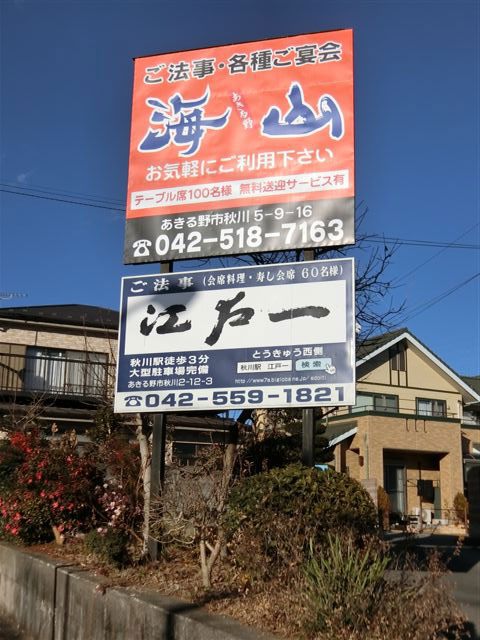 ご法事・各種ご宴会
あきる野
海山
お気軽にご利用下さい
テーブル席100名様 無料送迎サービス有
あきる野市秋川5-9-16
☎042-518-7163
ご法事 (会席料理・寿し会席 60名様)
江戸一
秋川駅徒歩3分
大型駐車場完備
あきる野市秋川2-12-3
とうきゅう西側
秋川駅 江戸一 検索
☎042-559-1821